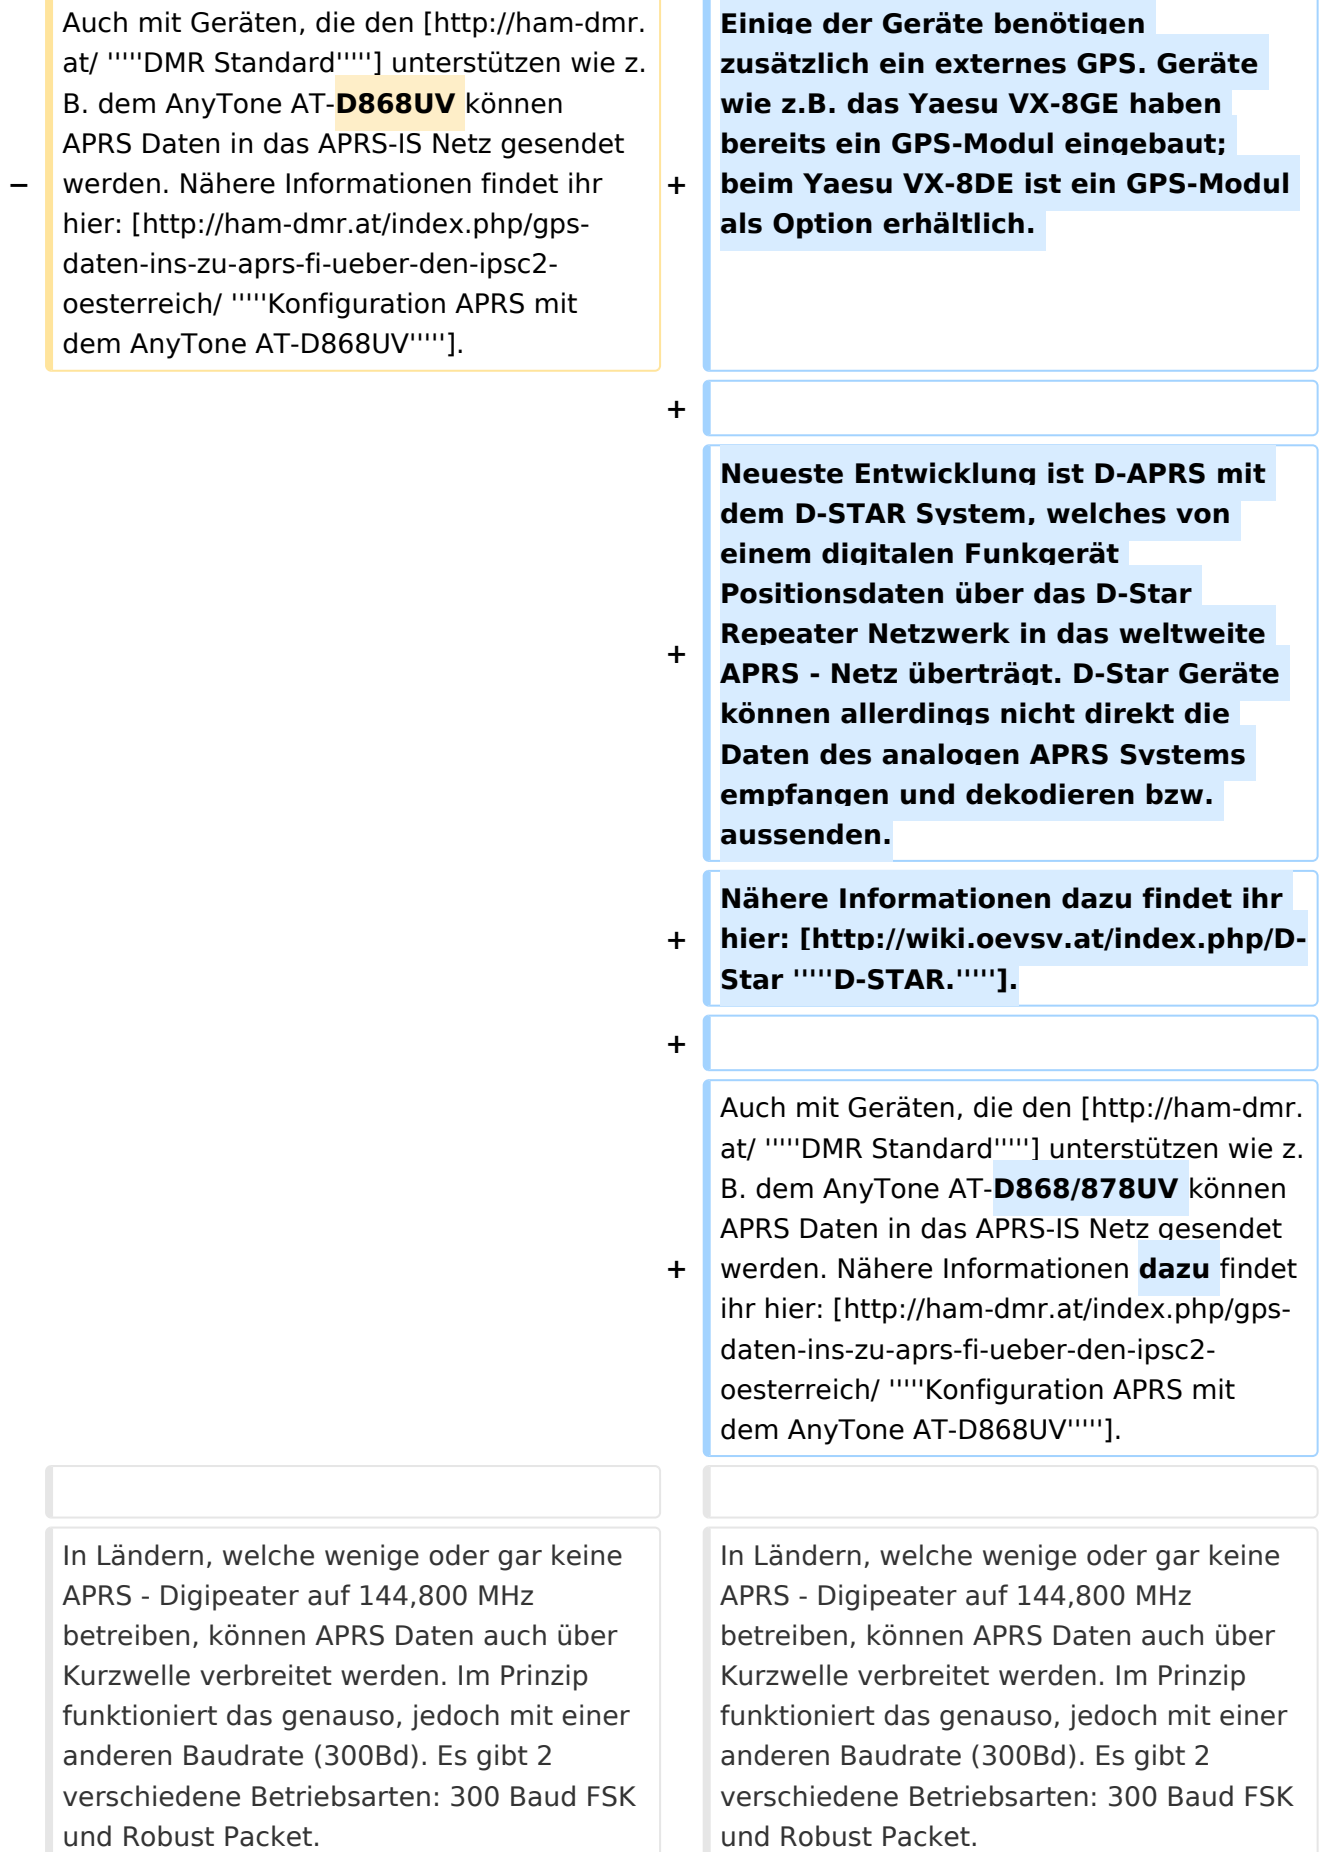 Auch mit Geräten, die den [http://ham-dmr.
at/ '''''DMR Standard'''''] unterstützen wie z.
B. dem AnyTone AT-D868UV können
APRS Daten in das APRS-IS Netz gesendet
− werden. Nähere Informationen findet ihr
hier: [http://ham-dmr.at/index.php/gps-
daten-ins-zu-aprs-fi-ueber-den-ipsc2-
oesterreich/ '''''Konfiguration APRS mit
dem AnyTone AT-D868UV'''''].
Einige der Geräte benötigen
zusätzlich ein externes GPS. Geräte
wie z.B. das Yaesu VX-8GE haben
bereits ein GPS-Modul eingebaut;
+ beim Yaesu VX-8DE ist ein GPS-Modul
als Option erhältlich.
+
Neueste Entwicklung ist D-APRS mit
dem D-STAR System, welches von
einem digitalen Funkgerät
Positionsdaten über das D-Star
Repeater Netzwerk in das weltweite
+ APRS - Netz überträgt. D-Star Geräte
können allerdings nicht direkt die
Daten des analogen APRS Systems
empfangen und dekodieren bzw.
aussenden.
Nähere Informationen dazu findet ihr
+ hier: [http://wiki.oevsv.at/index.php/D-
Star '''''D-STAR.'''''].
+
Auch mit Geräten, die den [http://ham-dmr.
at/ '''''DMR Standard'''''] unterstützen wie z.
B. dem AnyTone AT-D868/878UV können
APRS Daten in das APRS-IS Netz gesendet
+ werden. Nähere Informationen dazu findet
ihr hier: [http://ham-dmr.at/index.php/gps-
daten-ins-zu-aprs-fi-ueber-den-ipsc2-
oesterreich/ '''''Konfiguration APRS mit
dem AnyTone AT-D868UV'''''].
In Ländern, welche wenige oder gar keine
APRS - Digipeater auf 144,800 MHz
betreiben, können APRS Daten auch über
Kurzwelle verbreitet werden. Im Prinzip
funktioniert das genauso, jedoch mit einer
anderen Baudrate (300Bd). Es gibt 2
verschiedene Betriebsarten: 300 Baud FSK
und Robust Packet.
In Ländern, welche wenige oder gar keine
APRS - Digipeater auf 144,800 MHz
betreiben, können APRS Daten auch über
Kurzwelle verbreitet werden. Im Prinzip
funktioniert das genauso, jedoch mit einer
anderen Baudrate (300Bd). Es gibt 2
verschiedene Betriebsarten: 300 Baud FSK
und Robust Packet.